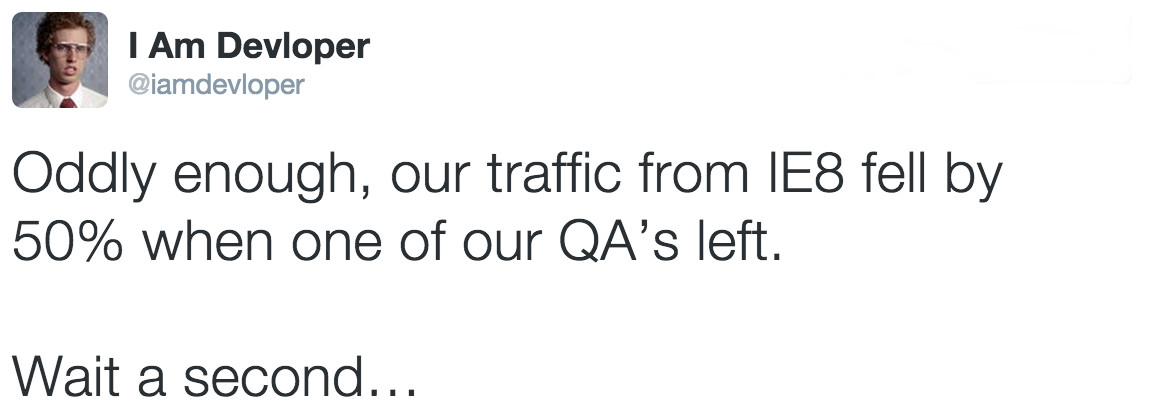 I Am Devloper
@iamdevloper
Oddly enough, our traffic from IE8 fell by
50% when one of our QA’s left.
Wait a second…